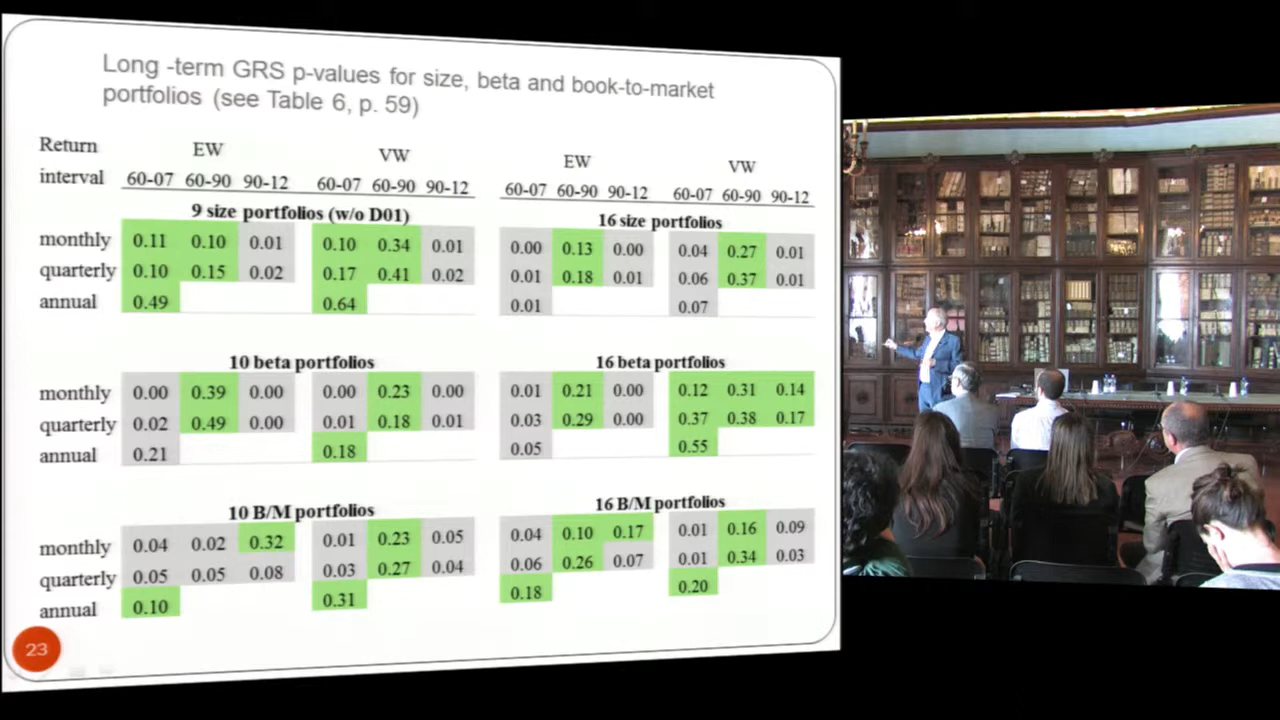 Long -term GRS p-values for size, beta and book-to-market
portfolios (see Table 6, p. 59)
Return EW VW EW VW
interval 60-07 60-90 90-12 60-07 60-90 90-12 60-07 60-90 90-12 60-07 60-90 90-12
9 size portfolios (w/o D01) 16 size portfolios
monthly 0.11 0.10 0.01 0.10 0.34 0.01 0.00 0.13 0.00 0.04 0.27 0.01
quarterly 0.10 0.15 0.02 0.17 0.41 0.02 0.01 0.18 0.01 0.06 0.37 0.01
annual 0.49 0.64 0.01 0.07
10 beta portfolios 16 beta portfolios
monthly 0.00 0.39 0.00 0.00 0.23 0.00 0.01 0.21 0.00 0.12 0.31 0.14
quarterly 0.02 0.49 0.00 0.01 0.18 0.01 0.03 0.29 0.00 0.37 0.38 0.17
annual 0.21 0.18 0.05 0.55
10 B/M portfolios 16 B/M portfolios
monthly 0.04 0.02 0.32 0.01 0.23 0.05 0.04 0.10 0.17 0.01 0.16 0.09
quarterly 0.05 0.05 0.08 0.03 0.27 0.04 0.06 0.26 0.07 0.01 0.34 0.03
annual 0.10 0.31 0.18 0.20
23